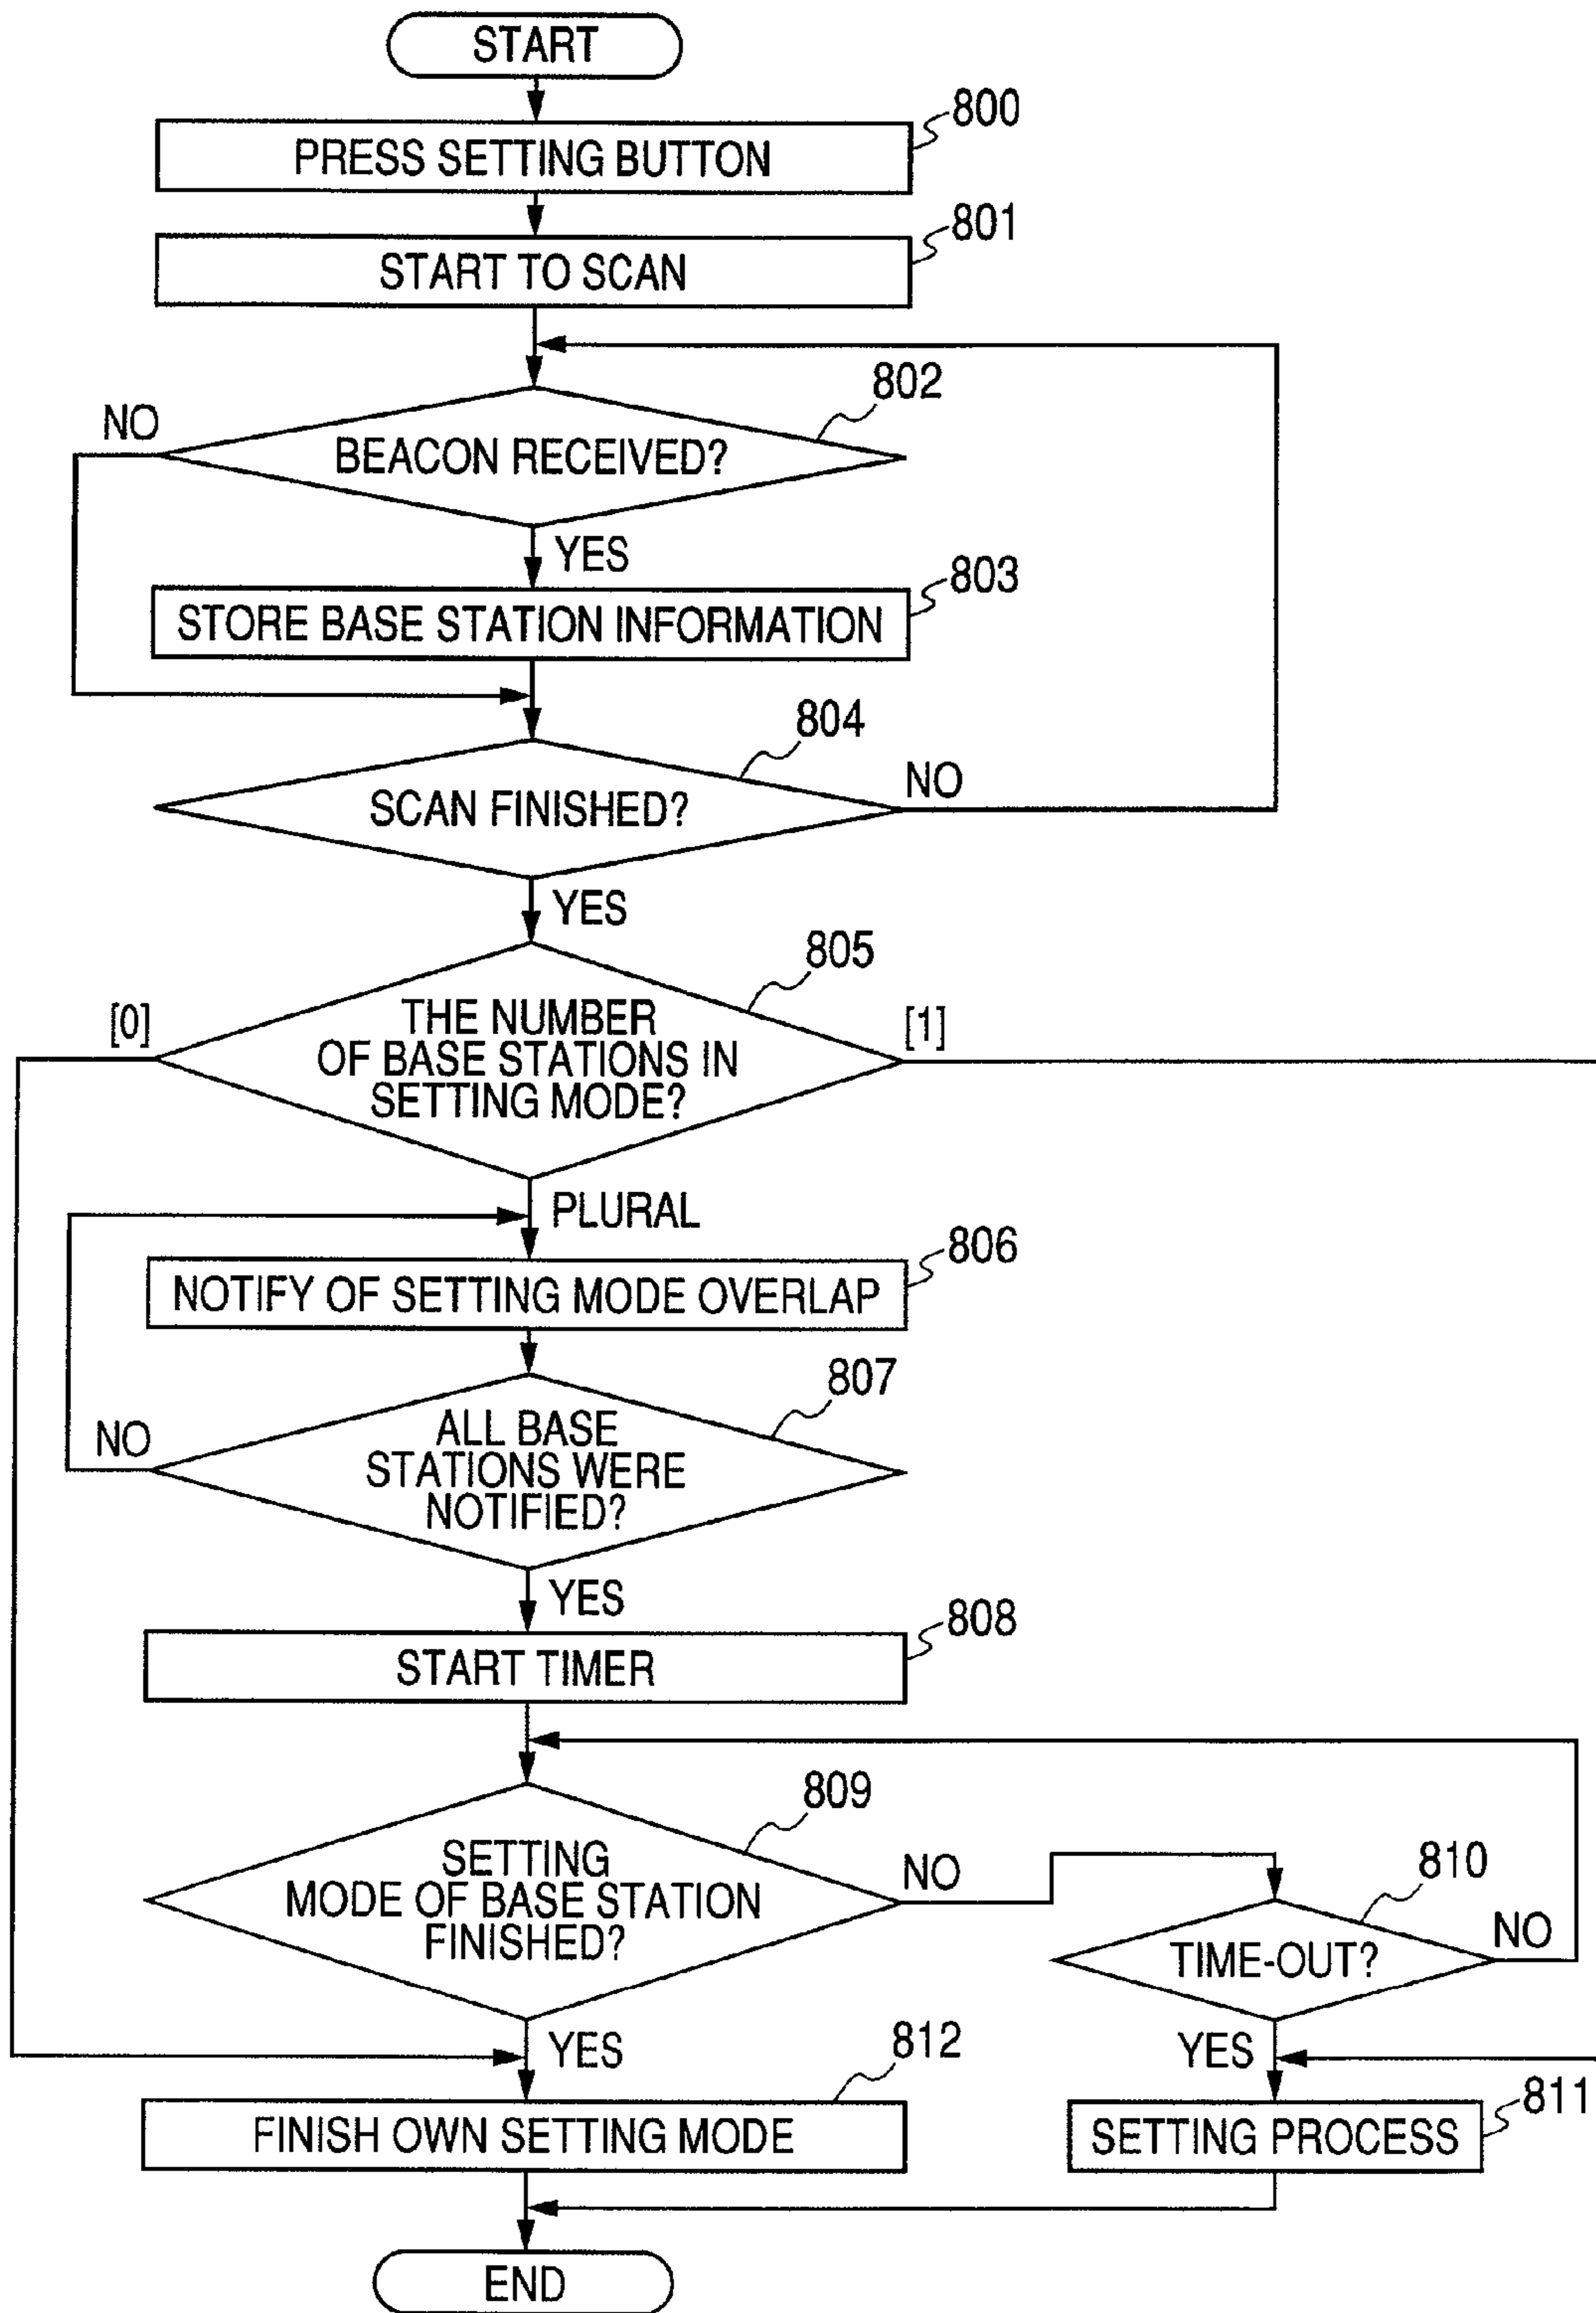 START
800
PRESS SETTING BUTTON
801
START TO SCAN
802
NO
BEACON RECEIVED?
YES
803
STORE BASE STATION INFORMATION
804
SCAN FINISHED?
NO
YES
805
[0]
THE NUMBER
OF BASE STATIONS IN
SETTING MODE?
[1]
PLURAL
806
NOTIFY OF SETTING MODE OVERLAP
807
NO
ALL BASE
STATIONS WERE
NOTIFIED?
YES
808
START TIMER
809
SETTING
MODE OF BASE STATION
FINISHED?
NO
810
TIME-OUT?
NO
YES
812
YES
811
FINISH OWN SETTING MODE
SETTING PROCESS
END